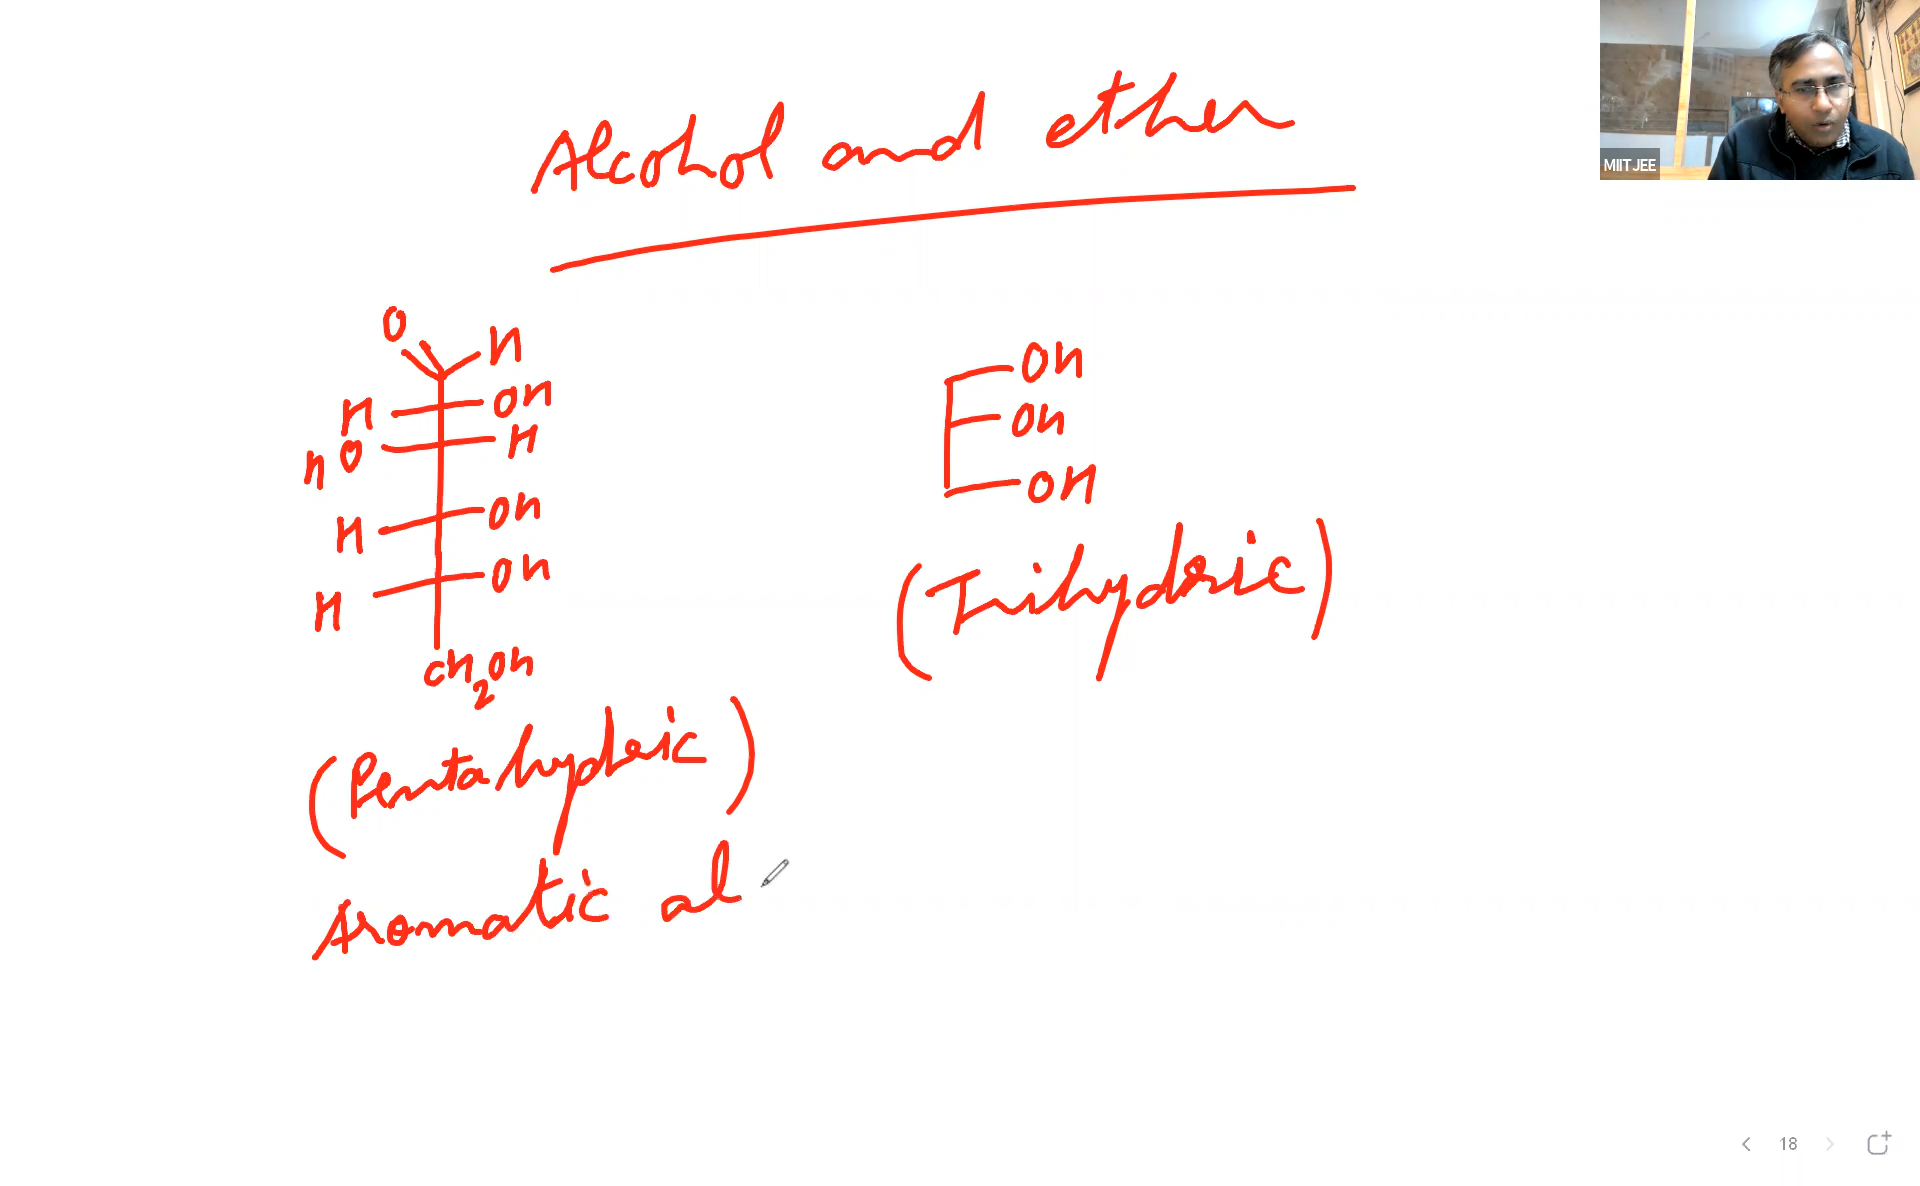 Alcohol and ether
MIIT JEE
O
H
H OH
HO H
H OH
H OH
CH2OH
(Pentahydric)
OH
OH
OH
(Trihydric)
Aromatic al
18